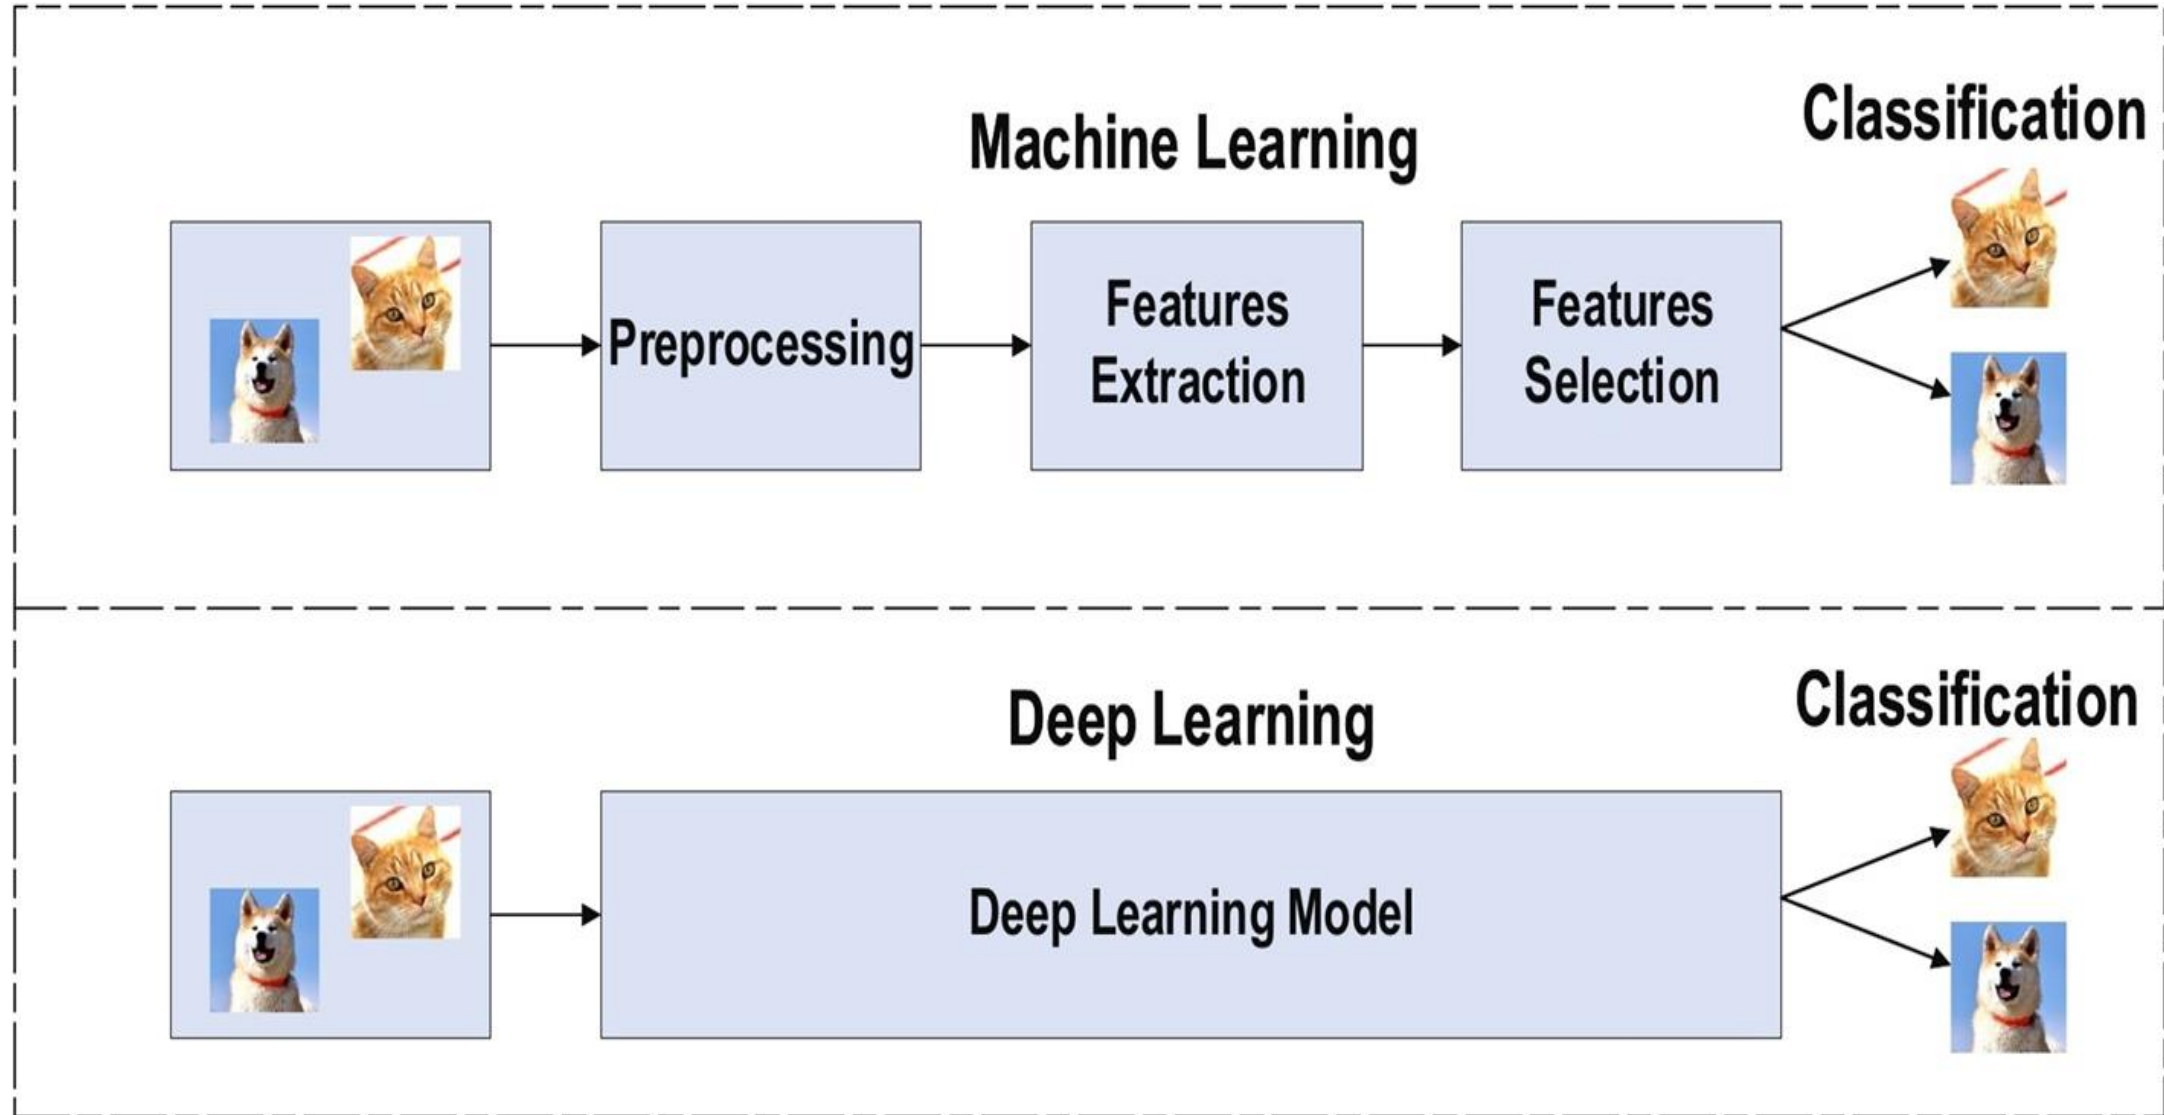 Machine Learning
Classification
Preprocessing
Features
Extraction
Features
Selection
Deep Learning
Classification
Deep Learning Model